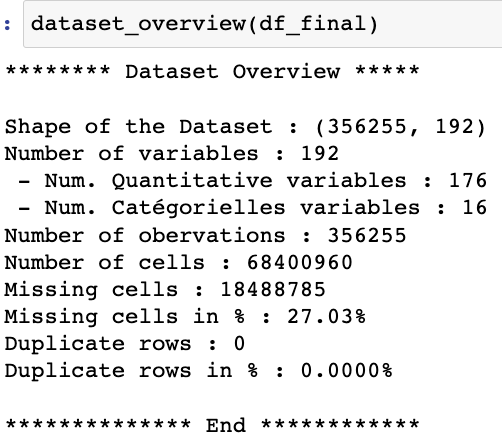 : dataset_overview(df_final)
******** Dataset Overview *****
Shape of the Dataset : (356255, 192)
Number of variables : 192
- Num. Quantitative variables : 176
- Num. Catégorielles variables : 16
Number of obervations : 356255
Number of cells : 68400960
Missing cells : 18488785
Missing cells in % : 27.03%
Duplicate rows : 0
Duplicate rows in % : 0.0000%
************** End ************